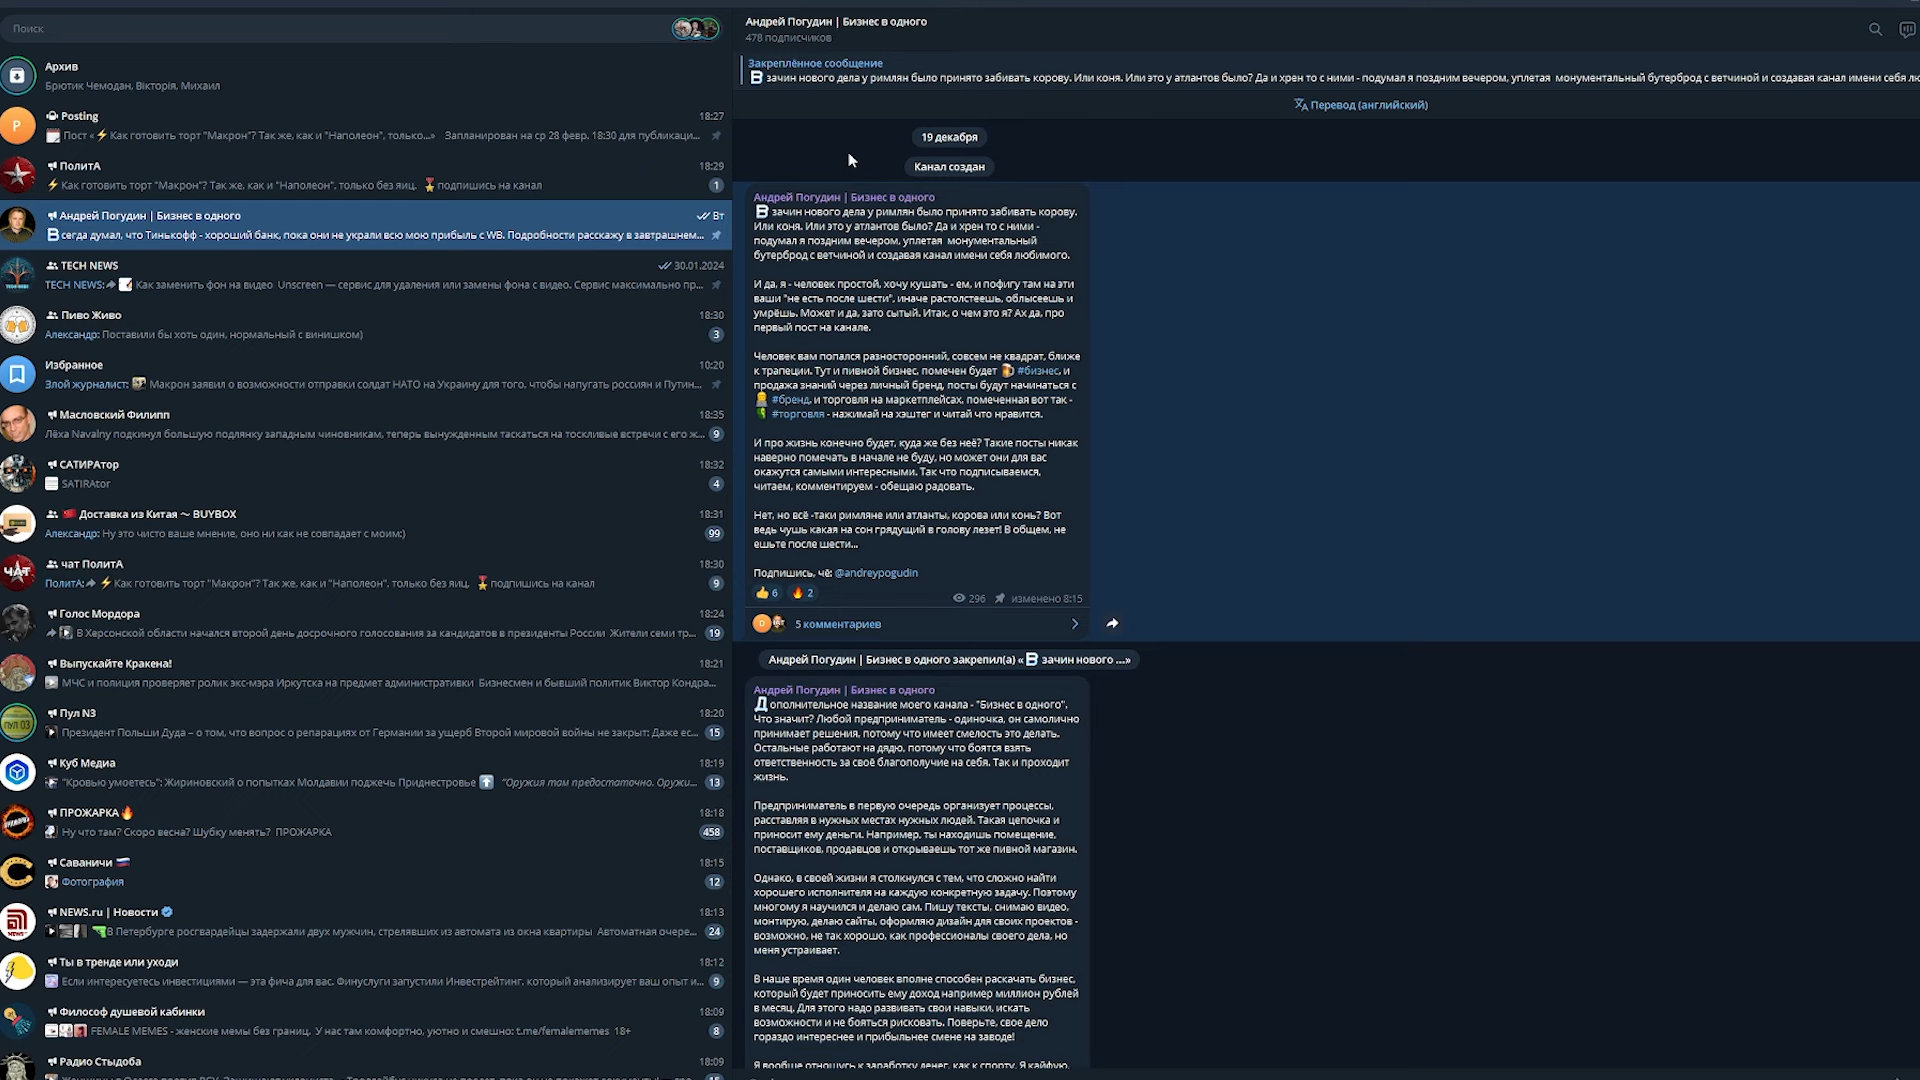 Поиск
Архив
Брютик Чемодан, Вікторія, Михаил
Posting
18:27
Пост «⚡Как готовить торт "Макрон"? Так же, как и "Наполеон", только...» Запланирован на ср 28 февр. 18:30 для публикаци...
ПолитА
18:29
⚡Как готовить торт "Макрон"? Так же, как и "Наполеон", только без яиц. 🎖подпишись на канал
1
Андрей Погудин | Бизнес в одного
Вт
Всегда думал, что Тинькофф - хороший банк, пока они не украли всю мою прибыль с WB. Подробности расскажу в завтрашнем...
TECH NEWS
30.01.2024
TECH NEWS: Как заменить фон на видео Unscreen — сервис для удаления или замены фона с видео. Сервис максимально пр...
Пиво Живо
18:30
Александр: Поставили бы хоть один, нормальный с винишком)
3
Избранное
10:20
Злой журналист: Макрон заявил о возможности отправки солдат НАТО на Украину для того, чтобы напугать россиян и Путин...
Масловский Филипп
18:35
Лёха Navalny подкинул большую подлянку западным чиновникам, теперь вынужденным таскаться на тоскливые встречи с его ж...
9
САТИРАтор
18:32
SATIRAtor
4
Доставка из Китая ～ BUYBOX
18:31
Александр: Ну это чисто ваше мнение, оно ни как не совпадает с моим:)
99
чат ПолитА
18:30
ПолитА: ⚡Как готовить торт "Макрон"? Так же, как и "Наполеон", только без яиц. 🎖подпишись на канал
9
Голос Мордора
18:24
В Херсонской области начался второй день досрочного голосования за кандидатов в президенты России Жители семи тр...
19
Выпускайте Кракена!
18:21
МЧС и полиция проверяет ролик экс-мэра Иркутска на предмет административки Бизнесмен и бывший политик Виктор Кондра...
Пул N3
18:20
Президент Польши Дуда – о том, что вопрос о репарациях от Германии за ущерб Второй мировой войны не закрыт: Даже ес...
15
Куб Медиа
18:19
"Кровью умоетесь": Жириновский о попытках Молдавии поджечь Приднестровье ⬆ "Оружия там предостаточно. Оружи...
13
ПРОЖАРКА🔥
18:18
Ну что там? Скоро весна? Шубку менять? ПРОЖАРКА
458
Саваничи 🇷🇺
18:15
Фотография
12
NEWS.ru | Новости
18:13
В Петербурге росгвардейцы задержали двух мужчин, стрелявших из автомата из окна квартиры Автоматная очере...
24
Ты в тренде или уходи
18:12
Если интересуетесь инвестициями — эта фича для вас. Финуслуги запустили Инвестрейтинг, который анализирует ваш опыт и...
9
Философ душевой кабинки
18:09
FEMALE MEMES - женские мемы без границ. У нас там комфортно, уютно и смешно: t.me/femalememes 18+
8
Радио Стыдоба
18:09
Андрей Погудин | Бизнес в одного
478 подписчиков
Закреплённое сообщение
В зачин нового дела у римлян было принято забивать корову. Или коня. Или это у атлантов было? Да и хрен то с ними - подумал я поздним вечером, уплетая монументальный бутерброд с ветчиной и создавая канал имени себя лю
Перевод (английский)
19 декабря
Канал создан
Андрей Погудин | Бизнес в одного
В зачин нового дела у римлян было принято забивать корову.
Или коня. Или это у атлантов было? Да и хрен то с ними -
подумал я поздним вечером, уплетая монументальный
бутерброд с ветчиной и создавая канал имени себя любимого.
И да, я - человек простой, хочу кушать - ем, и пофигу там на эти
ваши "не есть после шести", иначе растолстеешь, облысеешь и
умрёшь. Может и да, зато сытый. Итак, о чем это я? Ах да, про
первый пост на канале.
Человек вам попался разносторонний, совсем не квадрат, ближе
к трапеции. Тут и пивной бизнес, помечен будет 🍺 #бизнес, и
продажа знаний через личный бренд, посты будут начинаться с
#бренд, и торговля на маркетплейсах, помеченная вот так -
#торговля - нажимай на хэштег и читай что нравится.
И про жизнь конечно будет, куда же без неё? Такие посты никак
наверно помечать в начале не буду, но может они для вас
окажутся самыми интересными. Так что подписываемся,
читаем, комментируем - обещаю радовать.
Нет, но всё -таки римляне или атланты, корова или конь? Вот
ведь чушь какая на сон грядущий в голову лезет! В общем, не
ешьте после шести...
Подпишись, чё: @andreypogudin
👍 6 🔥 2
296 изменено 8:15
5 комментариев
Андрей Погудин | Бизнес в одного закрепил(а) «В зачин нового ...»
Андрей Погудин | Бизнес в одного
Дополнительное название моего канала - "Бизнес в одного".
Что значит? Любой предприниматель - одиночка, он самолично
принимает решения, потому что имеет смелость это делать.
Остальные работают на дядю, потому что боятся взять
ответственность за своё благополучие на себя. Так и проходит
жизнь.
Предприниматель в первую очередь организует процессы,
расставляя в нужных местах нужных людей. Такая цепочка и
приносит ему деньги. Например, ты находишь помещение,
поставщиков, продавцов и открываешь тот же пивной магазин.
Однако, в своей жизни я столкнулся с тем, что сложно найти
хорошего исполнителя на каждую конкретную задачу. Поэтому
многому я научился и делаю сам. Пишу тексты, снимаю видео,
монтирую, делаю сайты, оформляю дизайн для своих проектов -
возможно, не так хорошо, как профессионалы своего дела, но
меня устраивает.
В наше время один человек вполне способен раскачать бизнес,
который будет приносить ему доход например миллион рублей
в месяц. Для этого надо развивать свои навыки, искать
возможности и не бояться рисковать. Поверьте, свое дело
гораздо интереснее и прибыльнее смене на заводе!
Я вообще отношусь к заработку денег, как к спорту. Я кайфую,